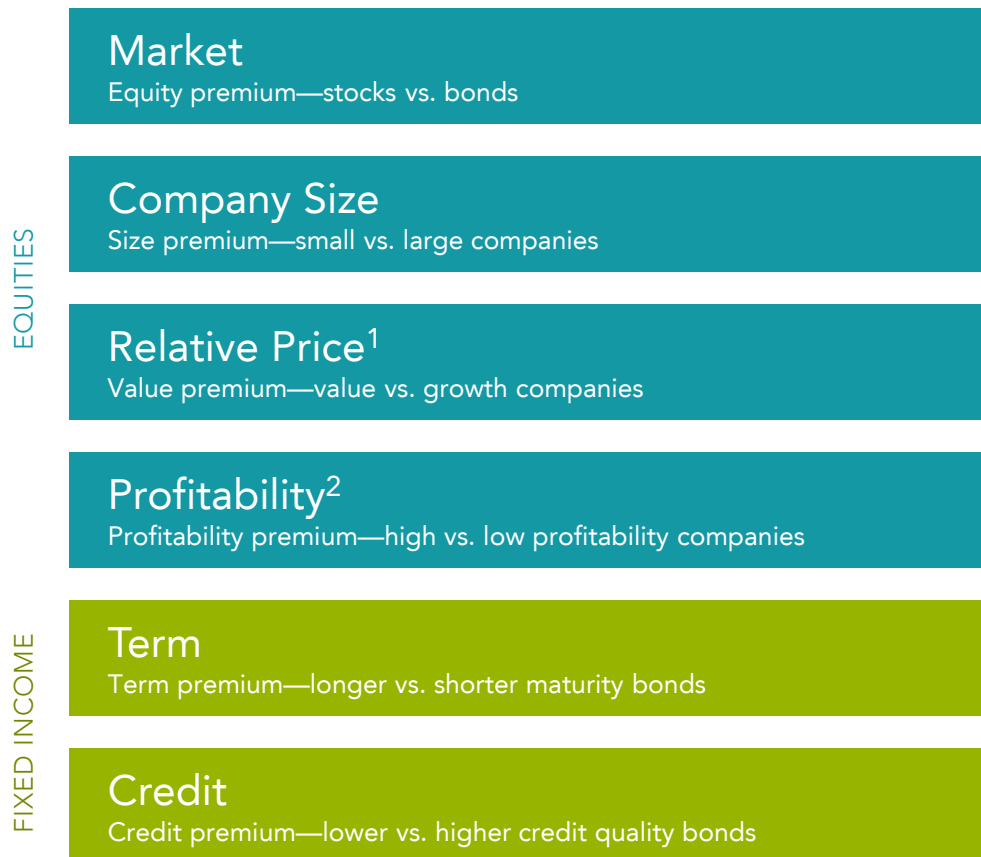 EQUITIES
Market
Equity premium—stocks vs. bonds
Company Size
Size premium—small vs. large companies
Relative Price¹
Value premium—value vs. growth companies
Profitability²
Profitability premium—high vs. low profitability companies
FIXED INCOME
Term
Term premium—longer vs. shorter maturity bonds
Credit
Credit premium—lower vs. higher credit quality bonds